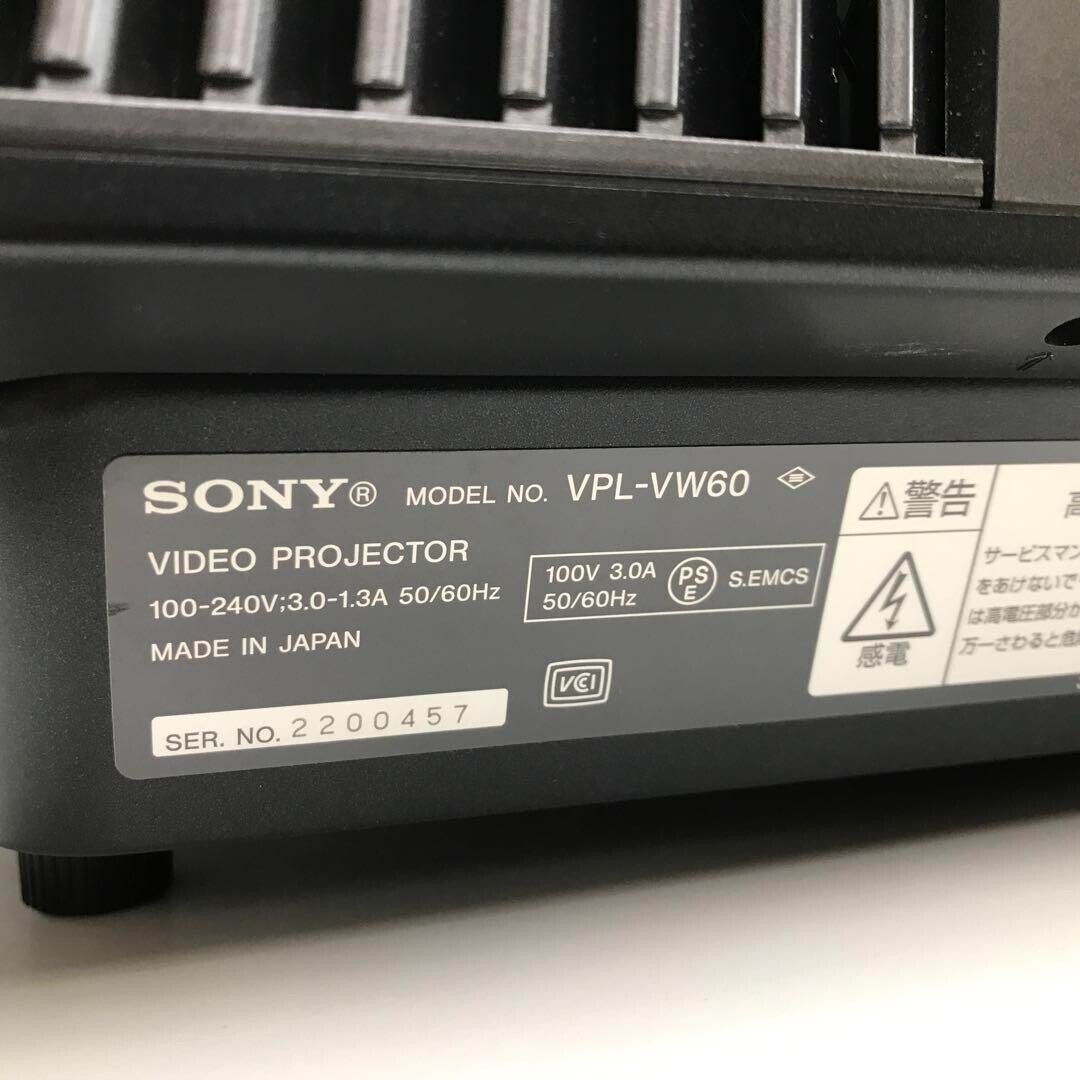 SONY® MODEL NO. VPL-VW60
VIDEO PROJECTOR
100-240V;3.0-1.3A 50/60Hz
MADE IN JAPAN
SER. NO. 2200457
100V 3.0A
50/60Hz
PS
E
S.EMCS
VCI
警告
感電
高
サービスマン
をあけないで
は高電圧部分が
万一さわると危